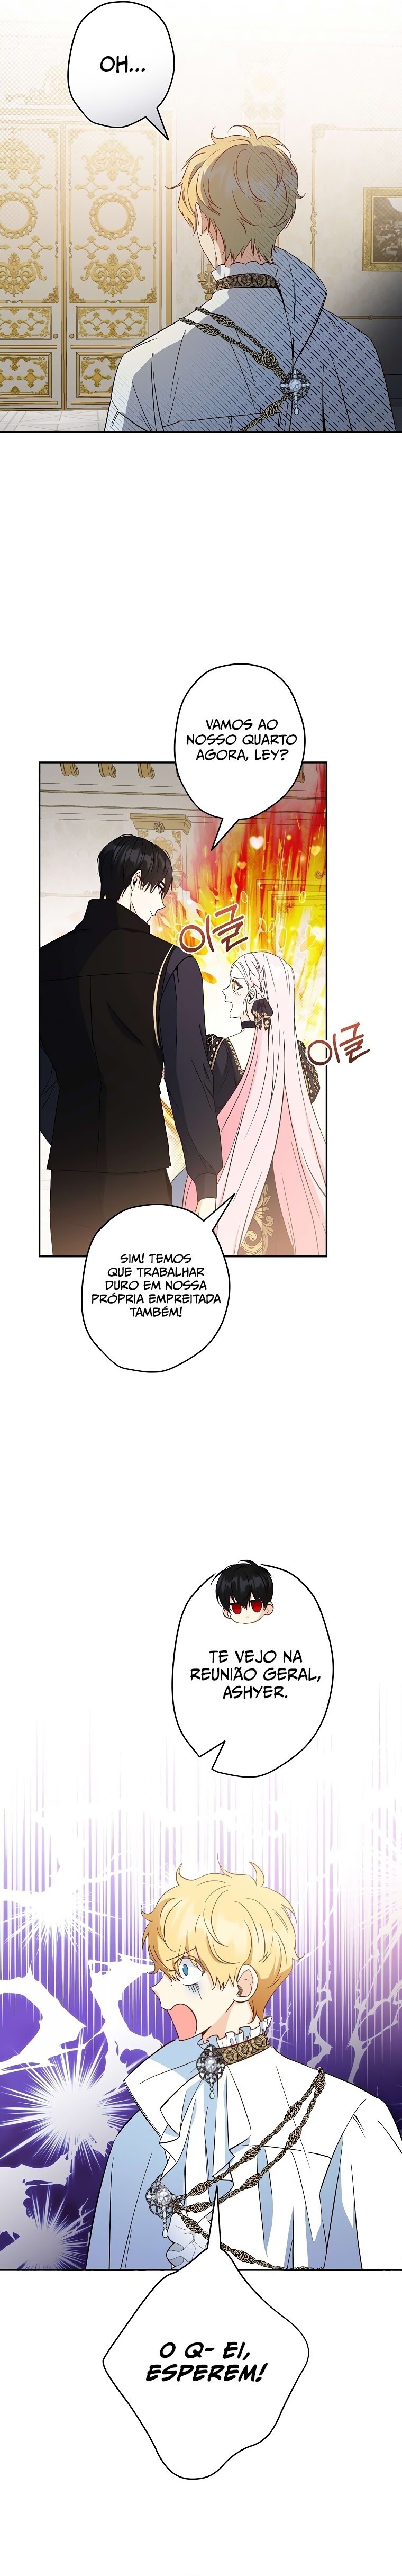 OH...
VAMOS AO
NOSSO QUARTO
AGORA, LEY?
이글
이글
SIM! TEMOS
QUE TRABALHAR
DURO EM NOSSA
PRÓPRIA EMPREITADA
TAMBÉM!
TE VEJO NA
REUNIÃO GERAL,
ASHYER.
O Q- EI,
ESPEREM!